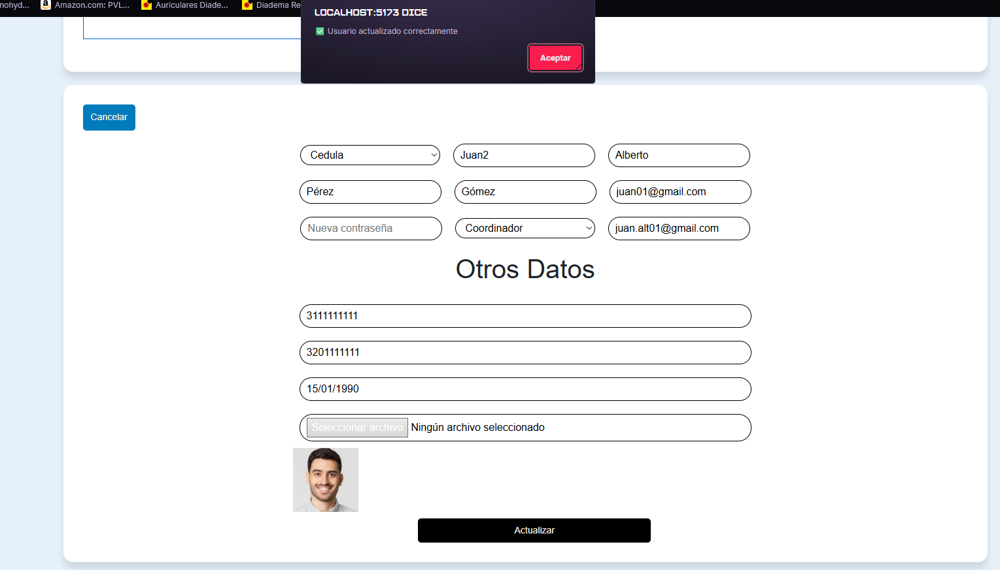 nohyd... Amazon.com: PVL... Auriculares Diade... Diadema Re
LOCALHOST:5173 DICE
✅ Usuario actualizado correctamente
Aceptar
Cancelar
Cedula Juan2 Alberto
Pérez Gómez juan01@gmail.com
Nueva contraseña Coordinador juan.alt01@gmail.com
Otros Datos
3111111111
3201111111
15/01/1990
Seleccionar archivo Ningún archivo seleccionado
Actualizar